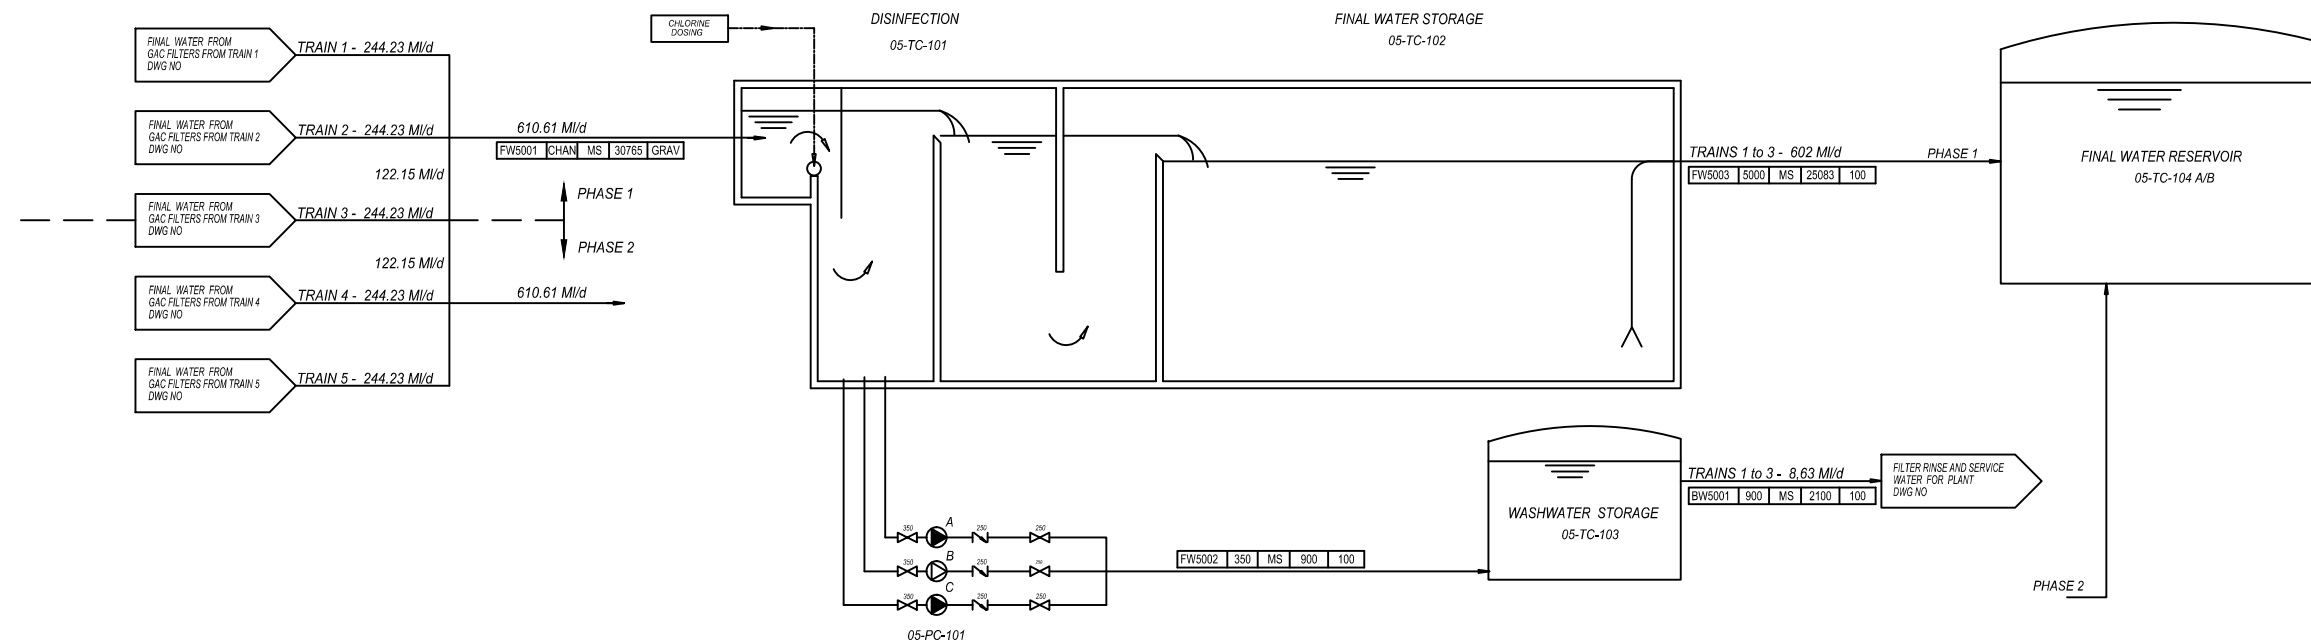 CHLORINE
DOSING
DISINFECTION
05-TC-101
FINAL WATER STORAGE
05-TC-102
FINAL WATER FROM
GAC FILTERS FROM TRAIN 1
DWG NO
TRAIN 1 - 244.23 Ml/d
FINAL WATER FROM
GAC FILTERS FROM TRAIN 2
DWG NO
TRAIN 2 - 244.23 Ml/d
610.61 Ml/d
FW5001 CHAN MS 30765 GRAV
122.15 Ml/d
FINAL WATER FROM
GAC FILTERS FROM TRAIN 3
DWG NO
TRAIN 3 - 244.23 Ml/d
PHASE 1
PHASE 2
122.15 Ml/d
FINAL WATER FROM
GAC FILTERS FROM TRAIN 4
DWG NO
TRAIN 4 - 244.23 Ml/d
610.61 Ml/d
FINAL WATER FROM
GAC FILTERS FROM TRAIN 5
DWG NO
TRAIN 5 - 244.23 Ml/d
TRAINS 1 to 3 - 602 Ml/d
PHASE 1
FW5003 5000 MS 25083 100
FINAL WATER RESERVOIR
05-TC-104 A/B
WASHWATER STORAGE
05-TC-103
TRAINS 1 to 3 - 8,63 Ml/d
BW5001 900 MS 2100 100
FILTER RINSE AND SERVICE
WATER FOR PLANT
DWG NO
350 A 250 250
350 B 250 250
350 C 250 250
FW5002 350 MS 900 100
05-PC-101
PHASE 2